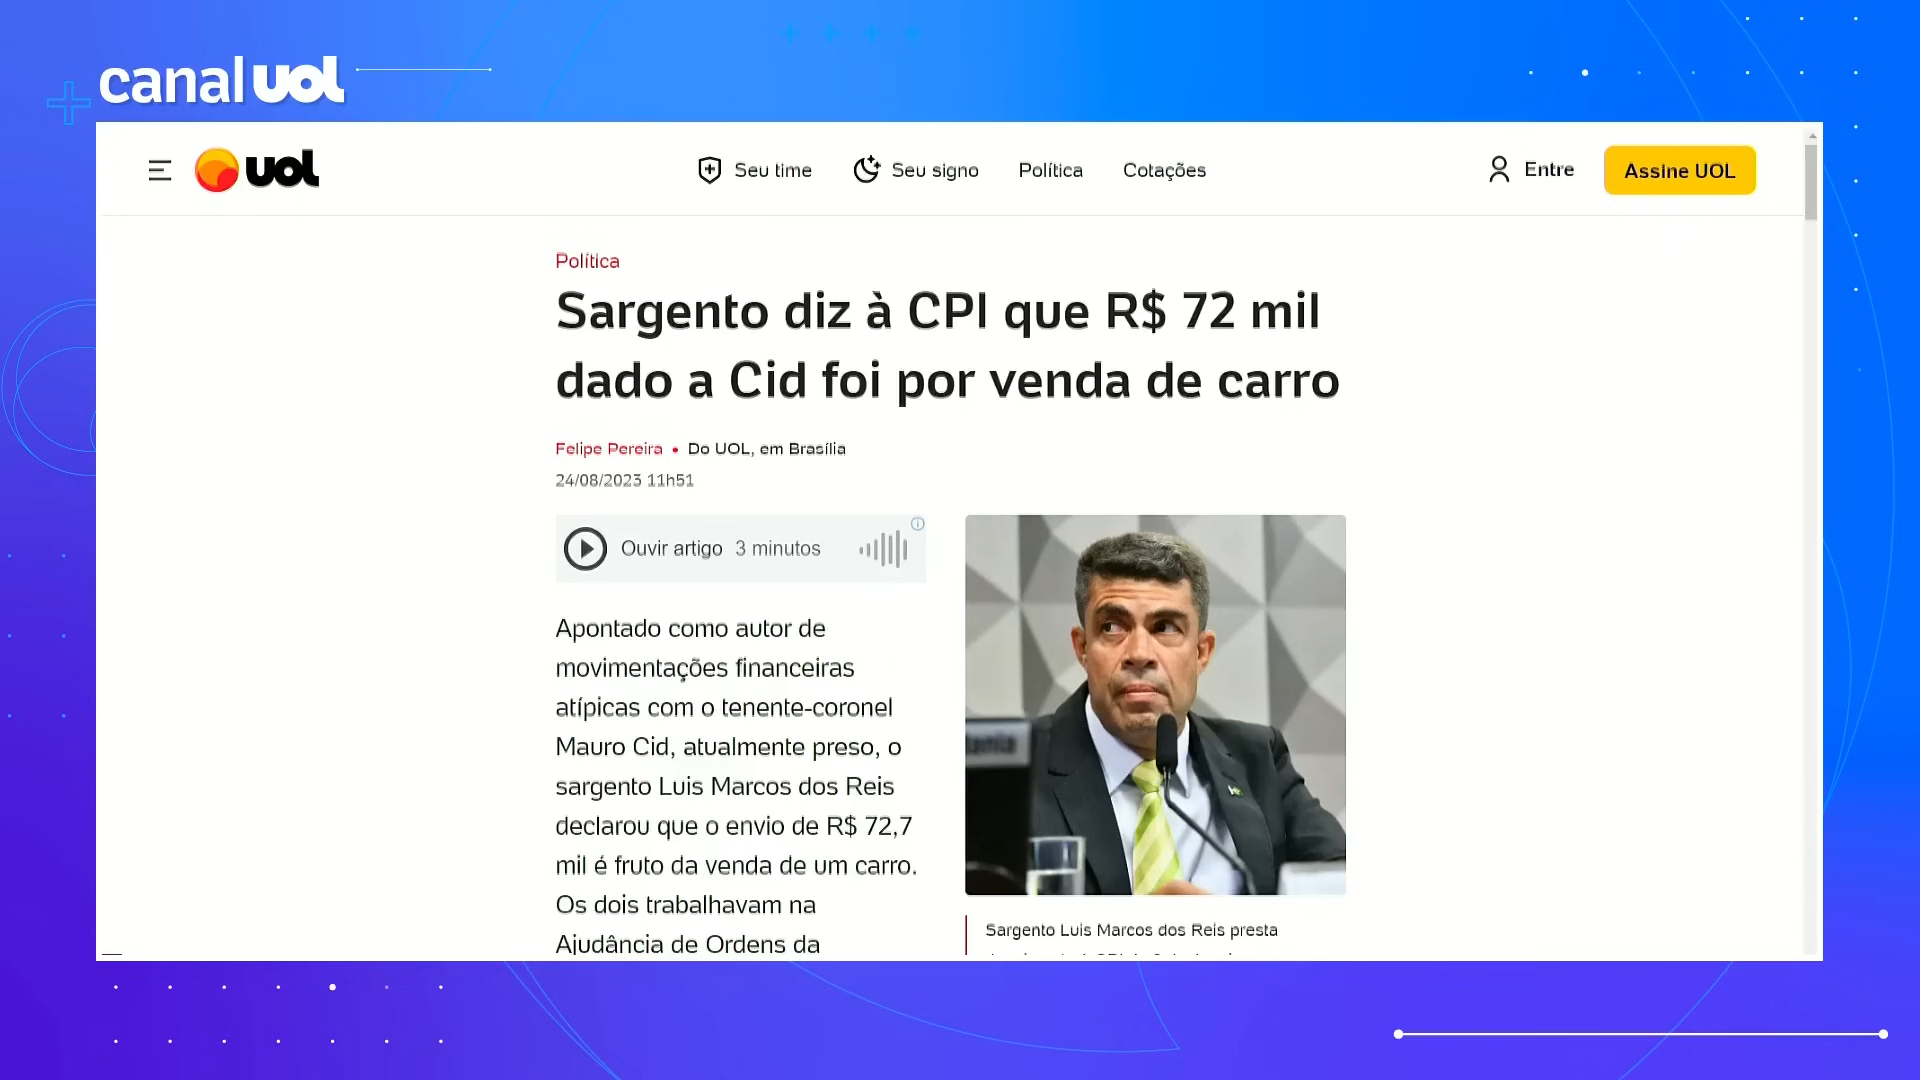 canal uol
uol
Seu time
Seu signo
Política
Cotações
Entre
Assine UOL
Política
Sargento diz à CPI que R$ 72 mil
dado a Cid foi por venda de carro
Felipe Pereira • Do UOL, em Brasília
24/08/2023 11h51
Ouvir artigo 3 minutos
Apontado como autor de
movimentações financeiras
atípicas com o tenente-coronel
Mauro Cid, atualmente preso, o
sargento Luis Marcos dos Reis
declarou que o envio de R$ 72,7
mil é fruto da venda de um carro.
Os dois trabalhavam na
Ajudância de Ordens da
Sargento Luis Marcos dos Reis presta